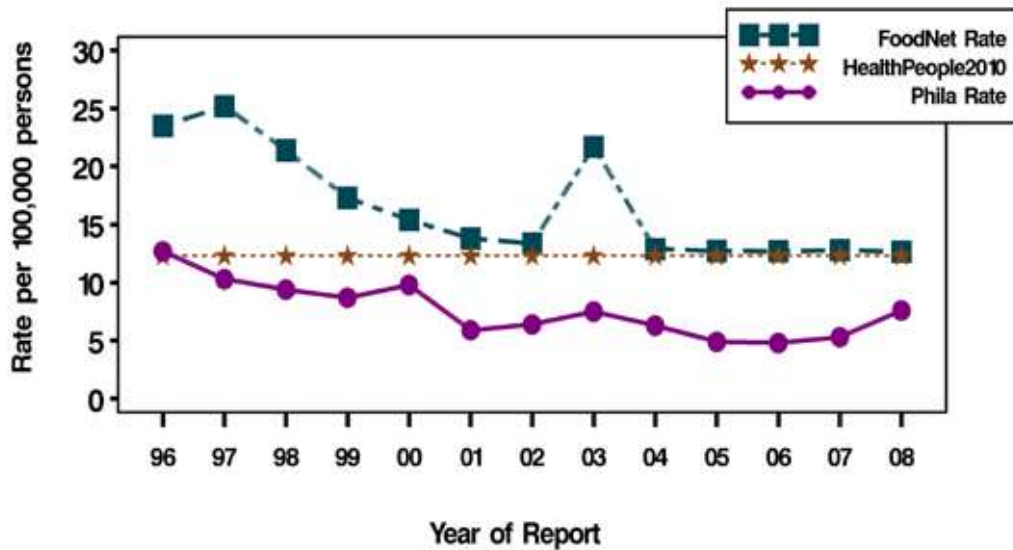 FoodNet Rate
HealthPeople2010
Phila Rate
Rate per 100,000 persons
30
25
20
15
10
5
0
96 97 98 99 00 01 02 03 04 05 06 07 08
Year of Report